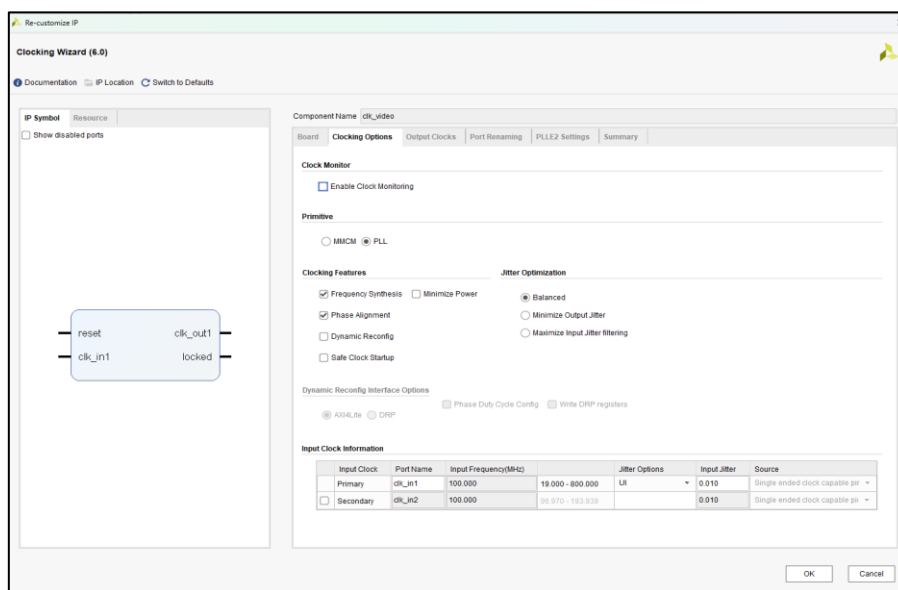 Re-customize IP
Clocking Wizard (6.0)
Documentation IP Location Switch to Defaults
IP Symbol Resource
Show disabled ports
reset clk_out1
clk_in1 locked
Component Name clk_video
Board Clocking Options Output Clocks Port Renaming PLLE2 Settings Summary
Clock Monitor
Enable Clock Monitoring
Primitive
MMCM PLL
Clocking Features Jitter Optimization
Frequency Synthesis Minimize Power Balanced
Phase Alignment Minimize Output Jitter
Dynamic Reconfig Maximize Input Jitter filtering
Safe Clock Startup
Dynamic Reconfig Interface Options
Phase Duty Cycle Config Write DRP registers
AXI4Lite DRP
Input Clock Information
Input Clock Port Name Input Frequency(MHz) Jitter Options Input Jitter Source
Primary clk_in1 100.000 19.000 - 800.000 UI 0.010 Single ended clock capable pin
Secondary clk_in2 100.000 0.010 Single ended clock capable pin
OK Cancel